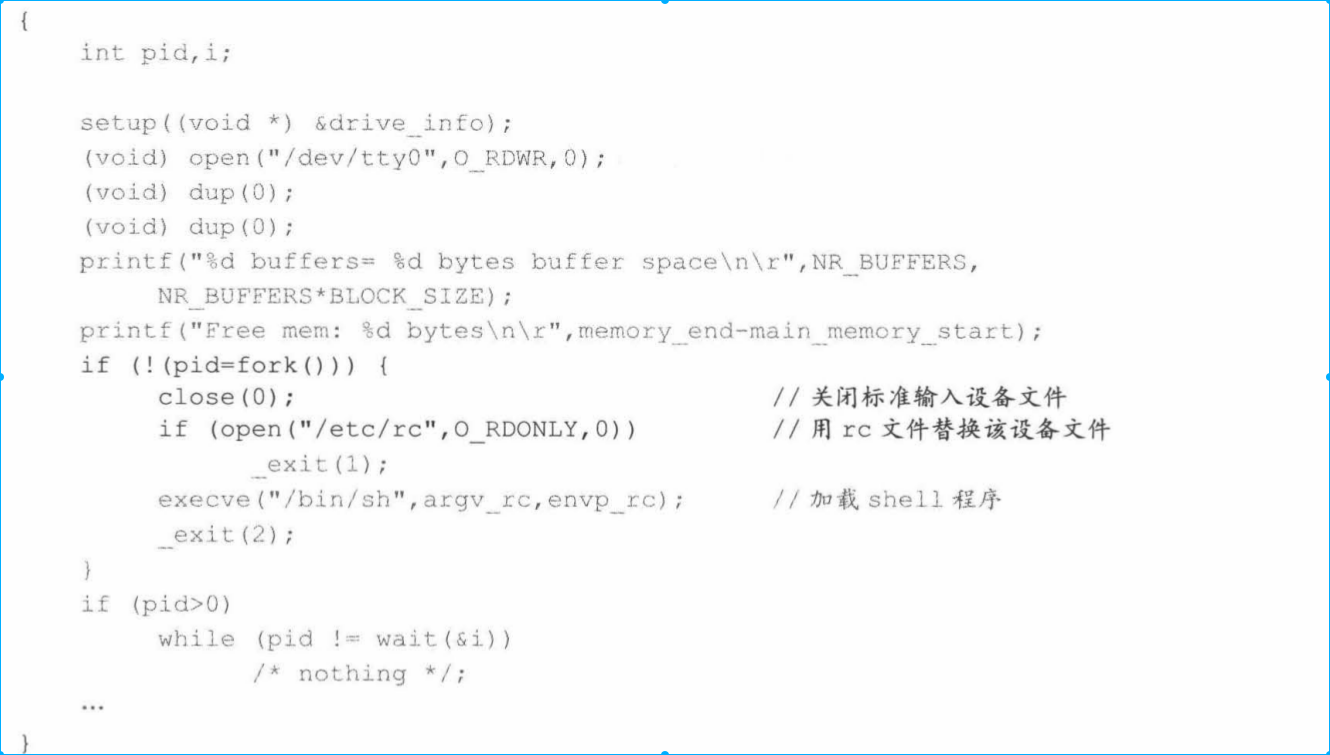 {
int pid,i;
setup((void *) &drive_info);
(void) open("/dev/tty0",O_RDWR,0);
(void) dup(0);
(void) dup(0);
printf("%d buffers= %d bytes buffer space\n\r",NR_BUFFERS,
NR_BUFFERS*BLOCK_SIZE);
printf("Free mem: %d bytes\n\r",memory_end-main_memory_start);
if (!(pid=fork())) {
close(0); // 关闭标准输入设备文件
if (open("/etc/rc",O_RDONLY,0)) // 用 rc 文件替换该设备文件
_exit(1);
execve("/bin/sh",argv_rc,envp_rc); // 加载 shell 程序
_exit(2);
}
if (pid>0)
while (pid != wait(&i))
/* nothing */;
…
}